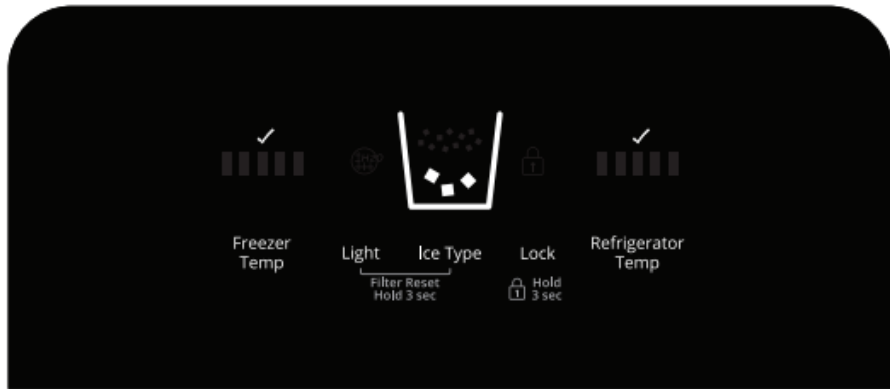 Freezer
Temp
Light
Ice Type
Lock
Refrigerator
Temp
Filter Reset
Hold 3 sec
Hold
3 sec